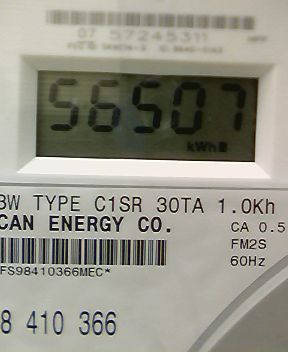 07 57245311
56507
kWh
3W TYPE C1SR 30TA 1.0Kh
CAN ENERGY CO.
CA 0.5
FM2S
60Hz
FS98410366MEC*
8 410 366